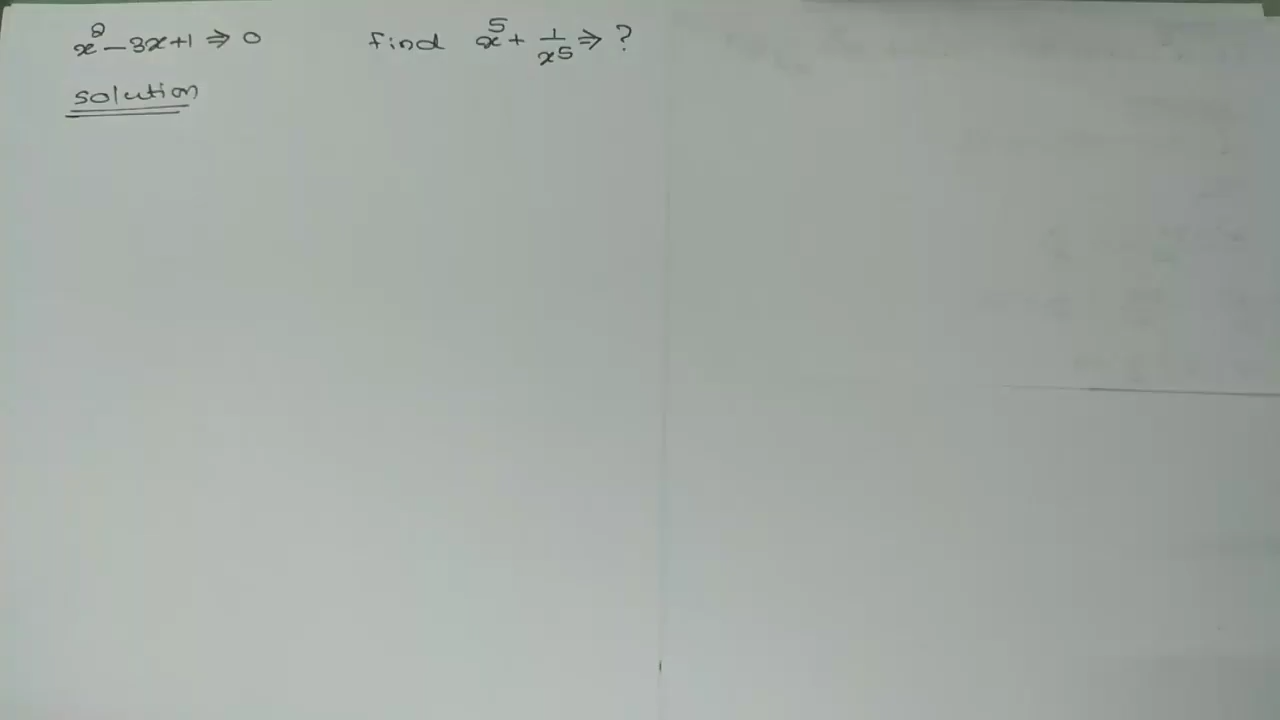 x² - 3x + 1 ⇒ 0 find x⁵ + 1/x⁵ ⇒ ?
solution